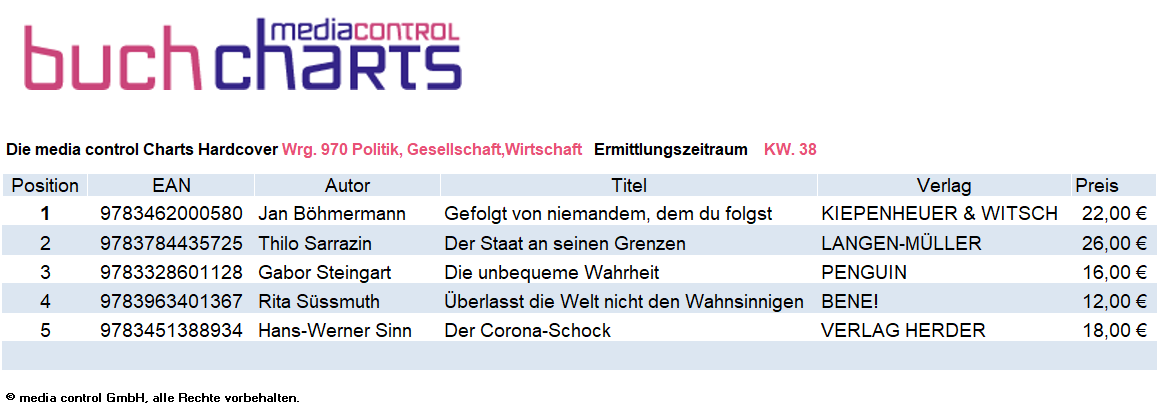 mediacontrol
buchcharts
Die media control Charts Hardcover Wrg. 970 Politik, Gesellschaft,Wirtschaft Ermittlungszeitraum KW. 38
Position EAN Autor Titel Verlag Preis
1 9783462000580 Jan Böhmermann Gefolgt von niemandem, dem du folgst KIEPENHEUER & WITSCH 22,00 €
2 9783784435725 Thilo Sarrazin Der Staat an seinen Grenzen LANGEN-MÜLLER 26,00 €
3 9783328601128 Gabor Steingart Die unbequeme Wahrheit PENGUIN 16,00 €
4 9783963401367 Rita Süssmuth Überlasst die Welt nicht den Wahnsinnigen BENE! 12,00 €
5 9783451388934 Hans-Werner Sinn Der Corona-Schock VERLAG HERDER 18,00 €
© media control GmbH, alle Rechte vorbehalten.